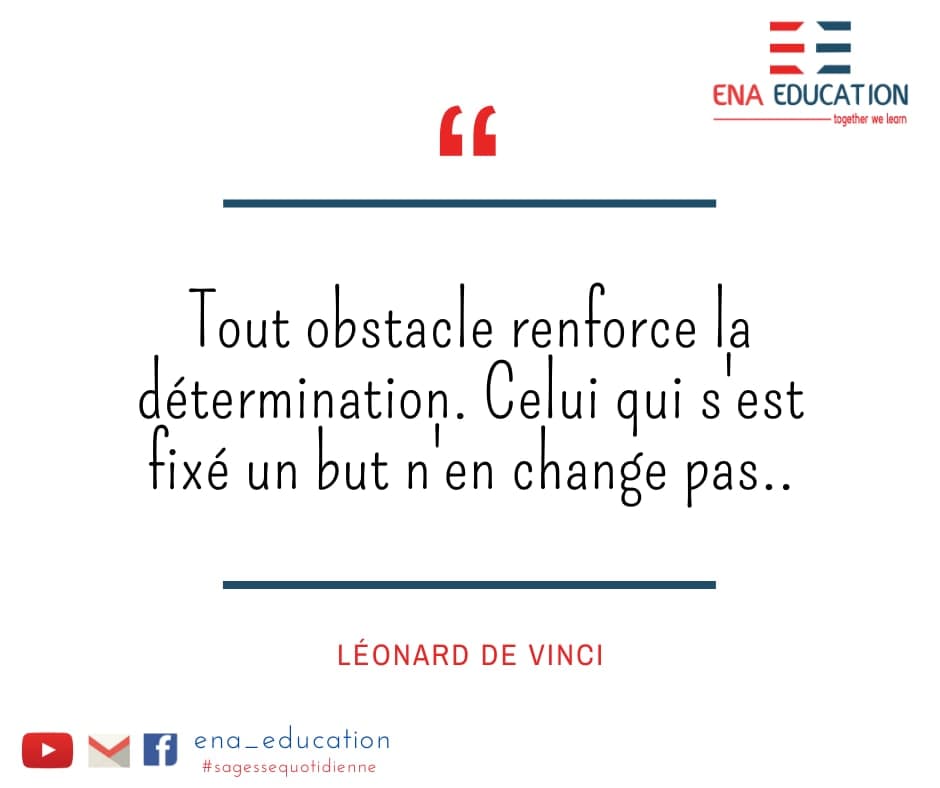 ENA EDUCATION
together we learn
“
Tout obstacle renforce la
détermination. Celui qui s'est
fixé un but n'en change pas..
LÉONARD DE VINCI
ena_education
#sagessequotidienne